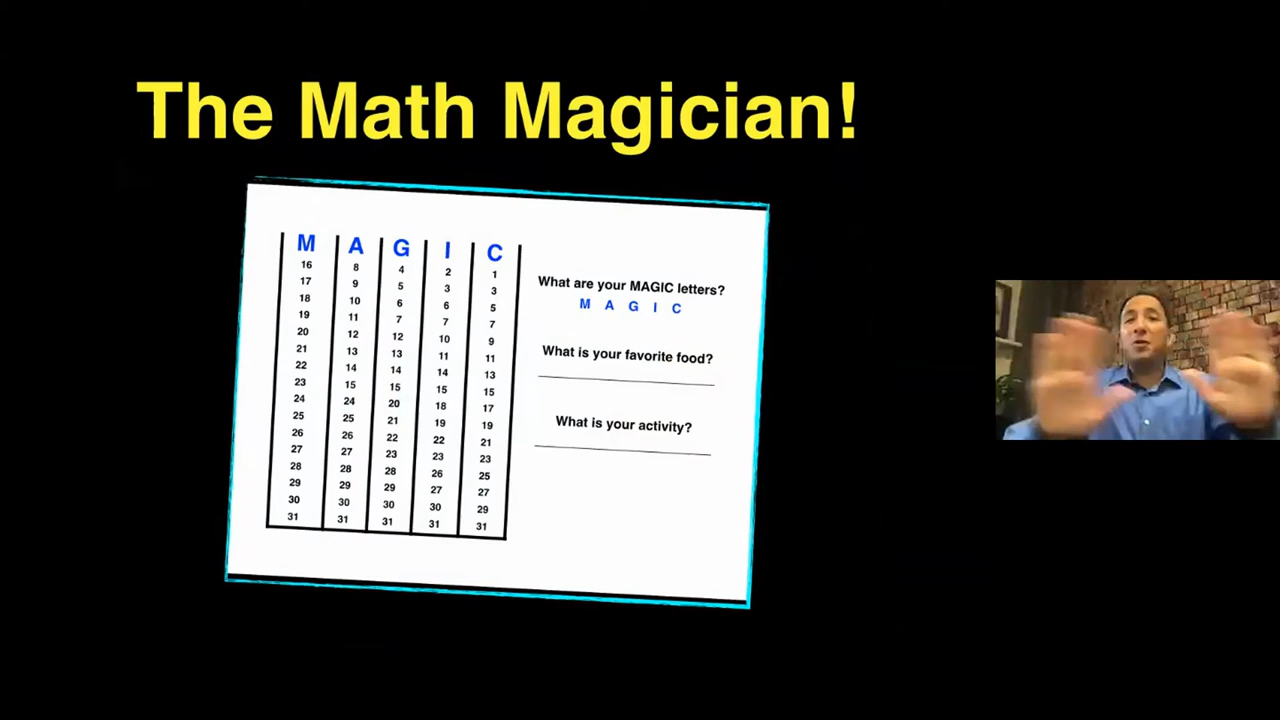 The Math Magician!
M A G I C
16 8 4 2 1
17 9 5 3 3
18 10 6 6 5
19 11 7 7 7
20 12 12 10 9
21 13 13 11 11
22 14 14 14 13
23 15 15 15 15
24 24 20 18 17
25 25 21 19 19
26 26 22 22 21
27 27 23 23 23
28 28 28 26 25
29 29 29 27 27
30 30 30 30 29
31 31 31 31 31
What are your MAGIC letters?
M A G I C
What is your favorite food?
What is your activity?